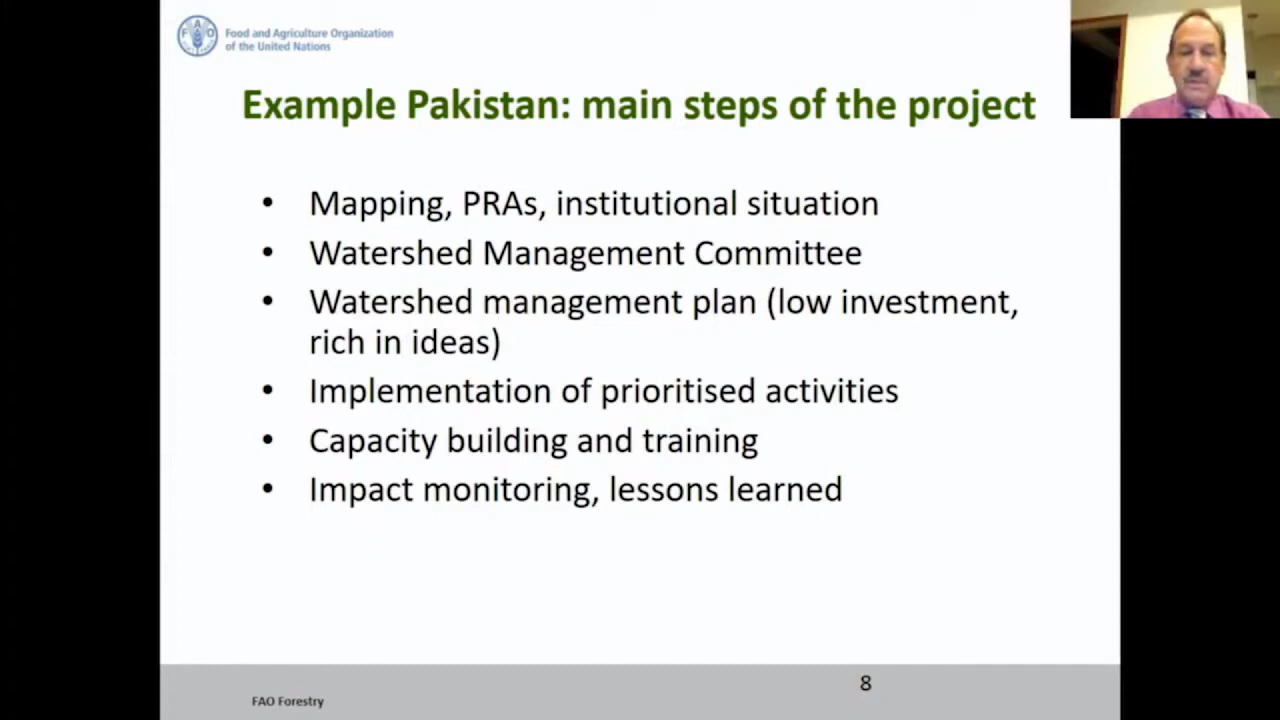 Food and Agriculture Organization
of the United Nations
Example Pakistan: main steps of the project
• Mapping, PRAs, institutional situation
• Watershed Management Committee
• Watershed management plan (low investment,
rich in ideas)
• Implementation of prioritised activities
• Capacity building and training
• Impact monitoring, lessons learned
8
FAO Forestry